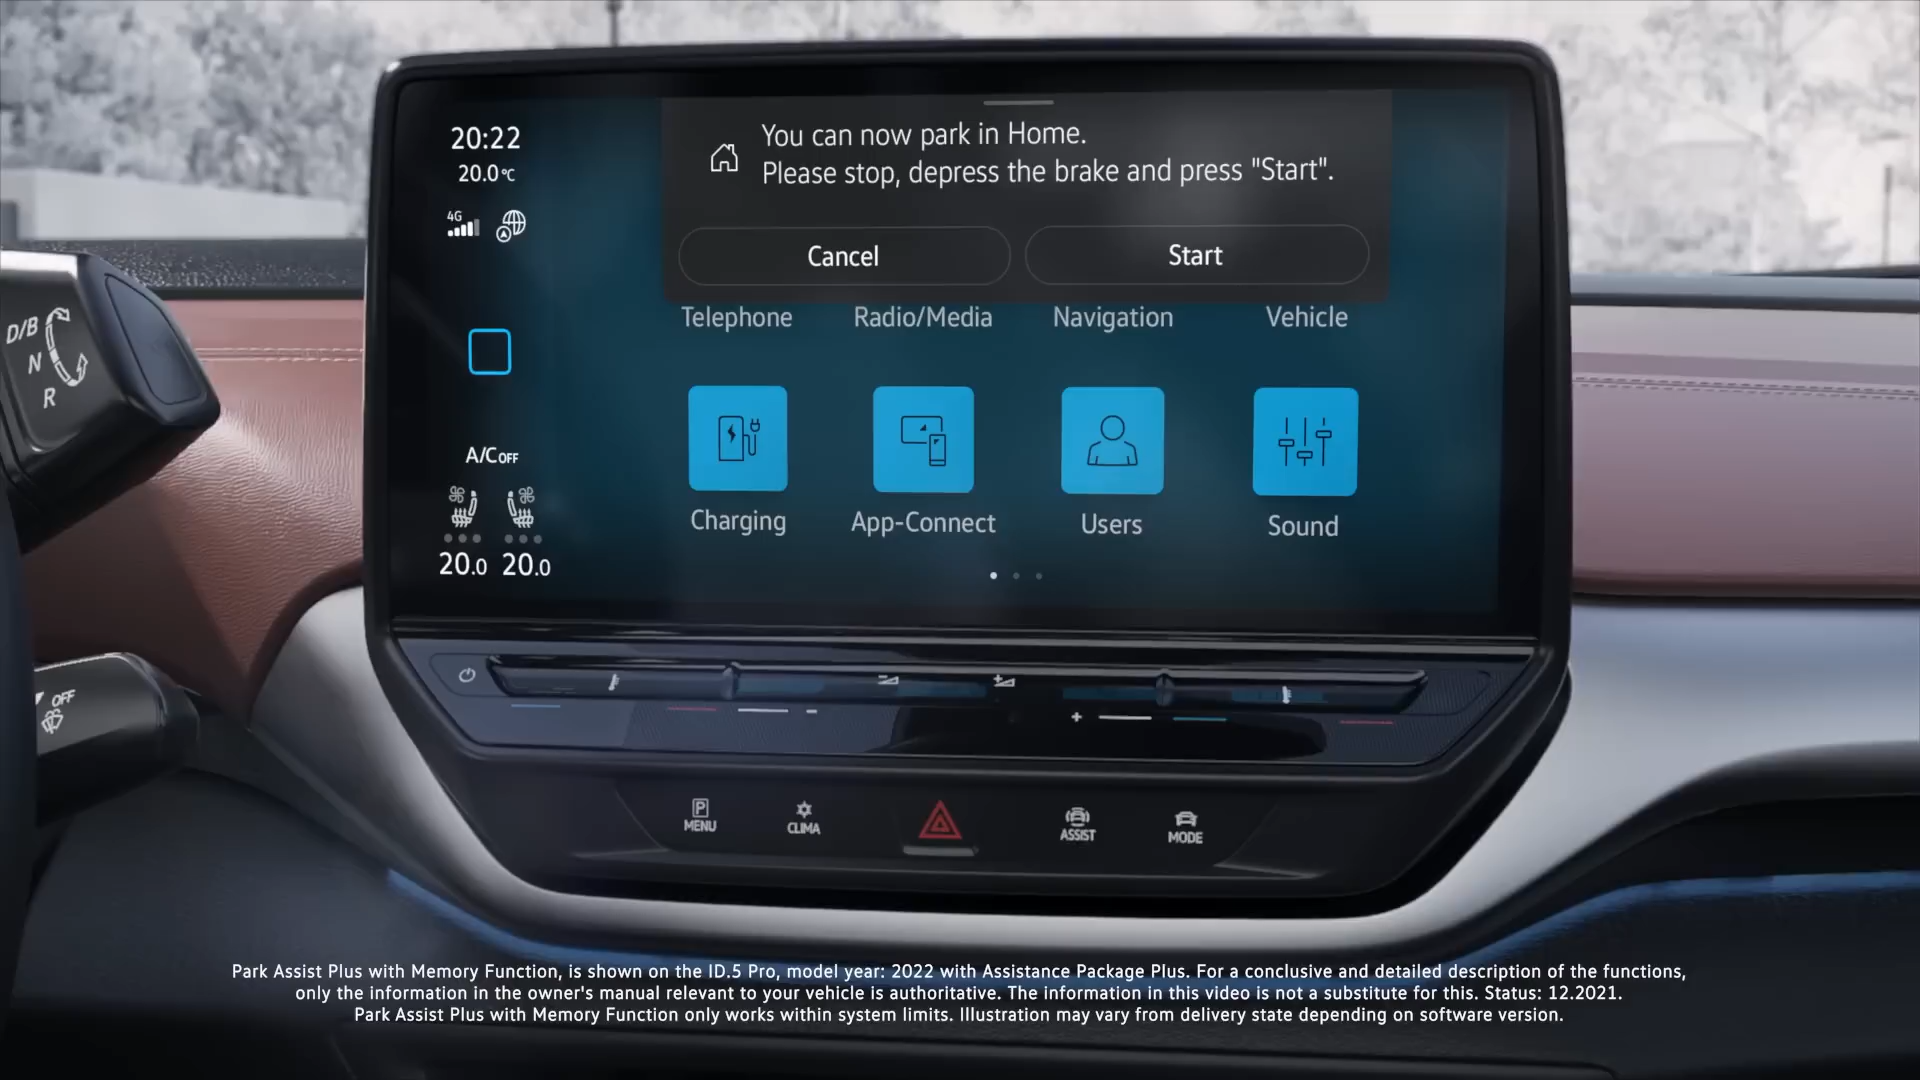 20:22
20.0°C
4G
You can now park in Home.
Please stop, depress the brake and press "Start".
Cancel
Start
Telephone
Radio/Media
Navigation
Vehicle
D/B
N
R
A/C OFF
Charging
App-Connect
Users
Sound
20.0 20.0
OFF
P
MENU
CLIMA
ASSIST
MODE
Park Assist Plus with Memory Function, is shown on the ID.5 Pro, model year: 2022 with Assistance Package Plus. For a conclusive and detailed description of the functions,
only the information in the owner's manual relevant to your vehicle is authoritative. The information in this video is not a substitute for this. Status: 12.2021.
Park Assist Plus with Memory Function only works within system limits. Illustration may vary from delivery state depending on software version.